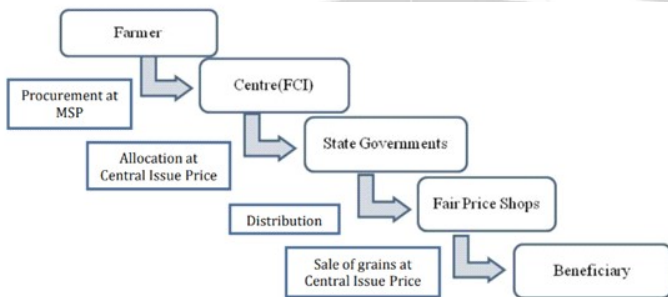 Farmer
Procurement at
MSP
Centre(FCI)
Allocation at
Central Issue Price
State Governments
Distribution
Fair Price Shops
Sale of grains at
Central Issue Price
Beneficiary